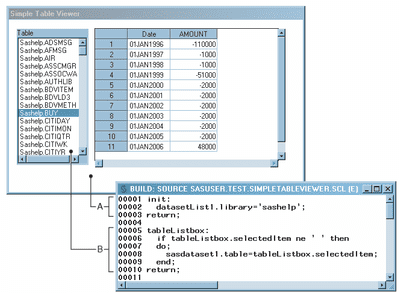 Simple Table Viewer
Table
Sashelp.ADSMSG
Sashelp.AFMSG
Sashelp.AIR
Sashelp.ASSCMGR
Sashelp.ASSOCWA
Sashelp.AUTHLIB
Sashelp.BDVITEM
Sashelp.BDVLD3
Sashelp.BDVMETH
Sashelp.BUY
Sashelp.CITIDAY
Sashelp.CITIMON
Sashelp.CITIQTR
Sashelp.CITIWK
Sashelp.CITIYR
Date AMOUNT
1 01JAN1996 -110000
2 01JAN1997 -1000
3 01JAN1998 -1000
4 01JAN1999 -51000
5 01JAN2000 -2000
6 01JAN2001 -2000
7 01JAN2002 -2000
8 01JAN2003 -2000
9 01JAN2004 -2000
10 01JAN2005 -2000
11 01JAN2006 48000
BUILD: SOURCE SASUSER.TEST.SIMPLETABLEVIEWER.SCL (E)
A
B
00001 init:
00002 datasetList1.library='sashelp';
00003 return;
00004
00005 tableListbox:
00006 if tableListbox.selectedItem ne ' ' then
00007 do;
00008 sasdataset1.table=tableListbox.selectedItem;
00009 end;
00010 return;
00011